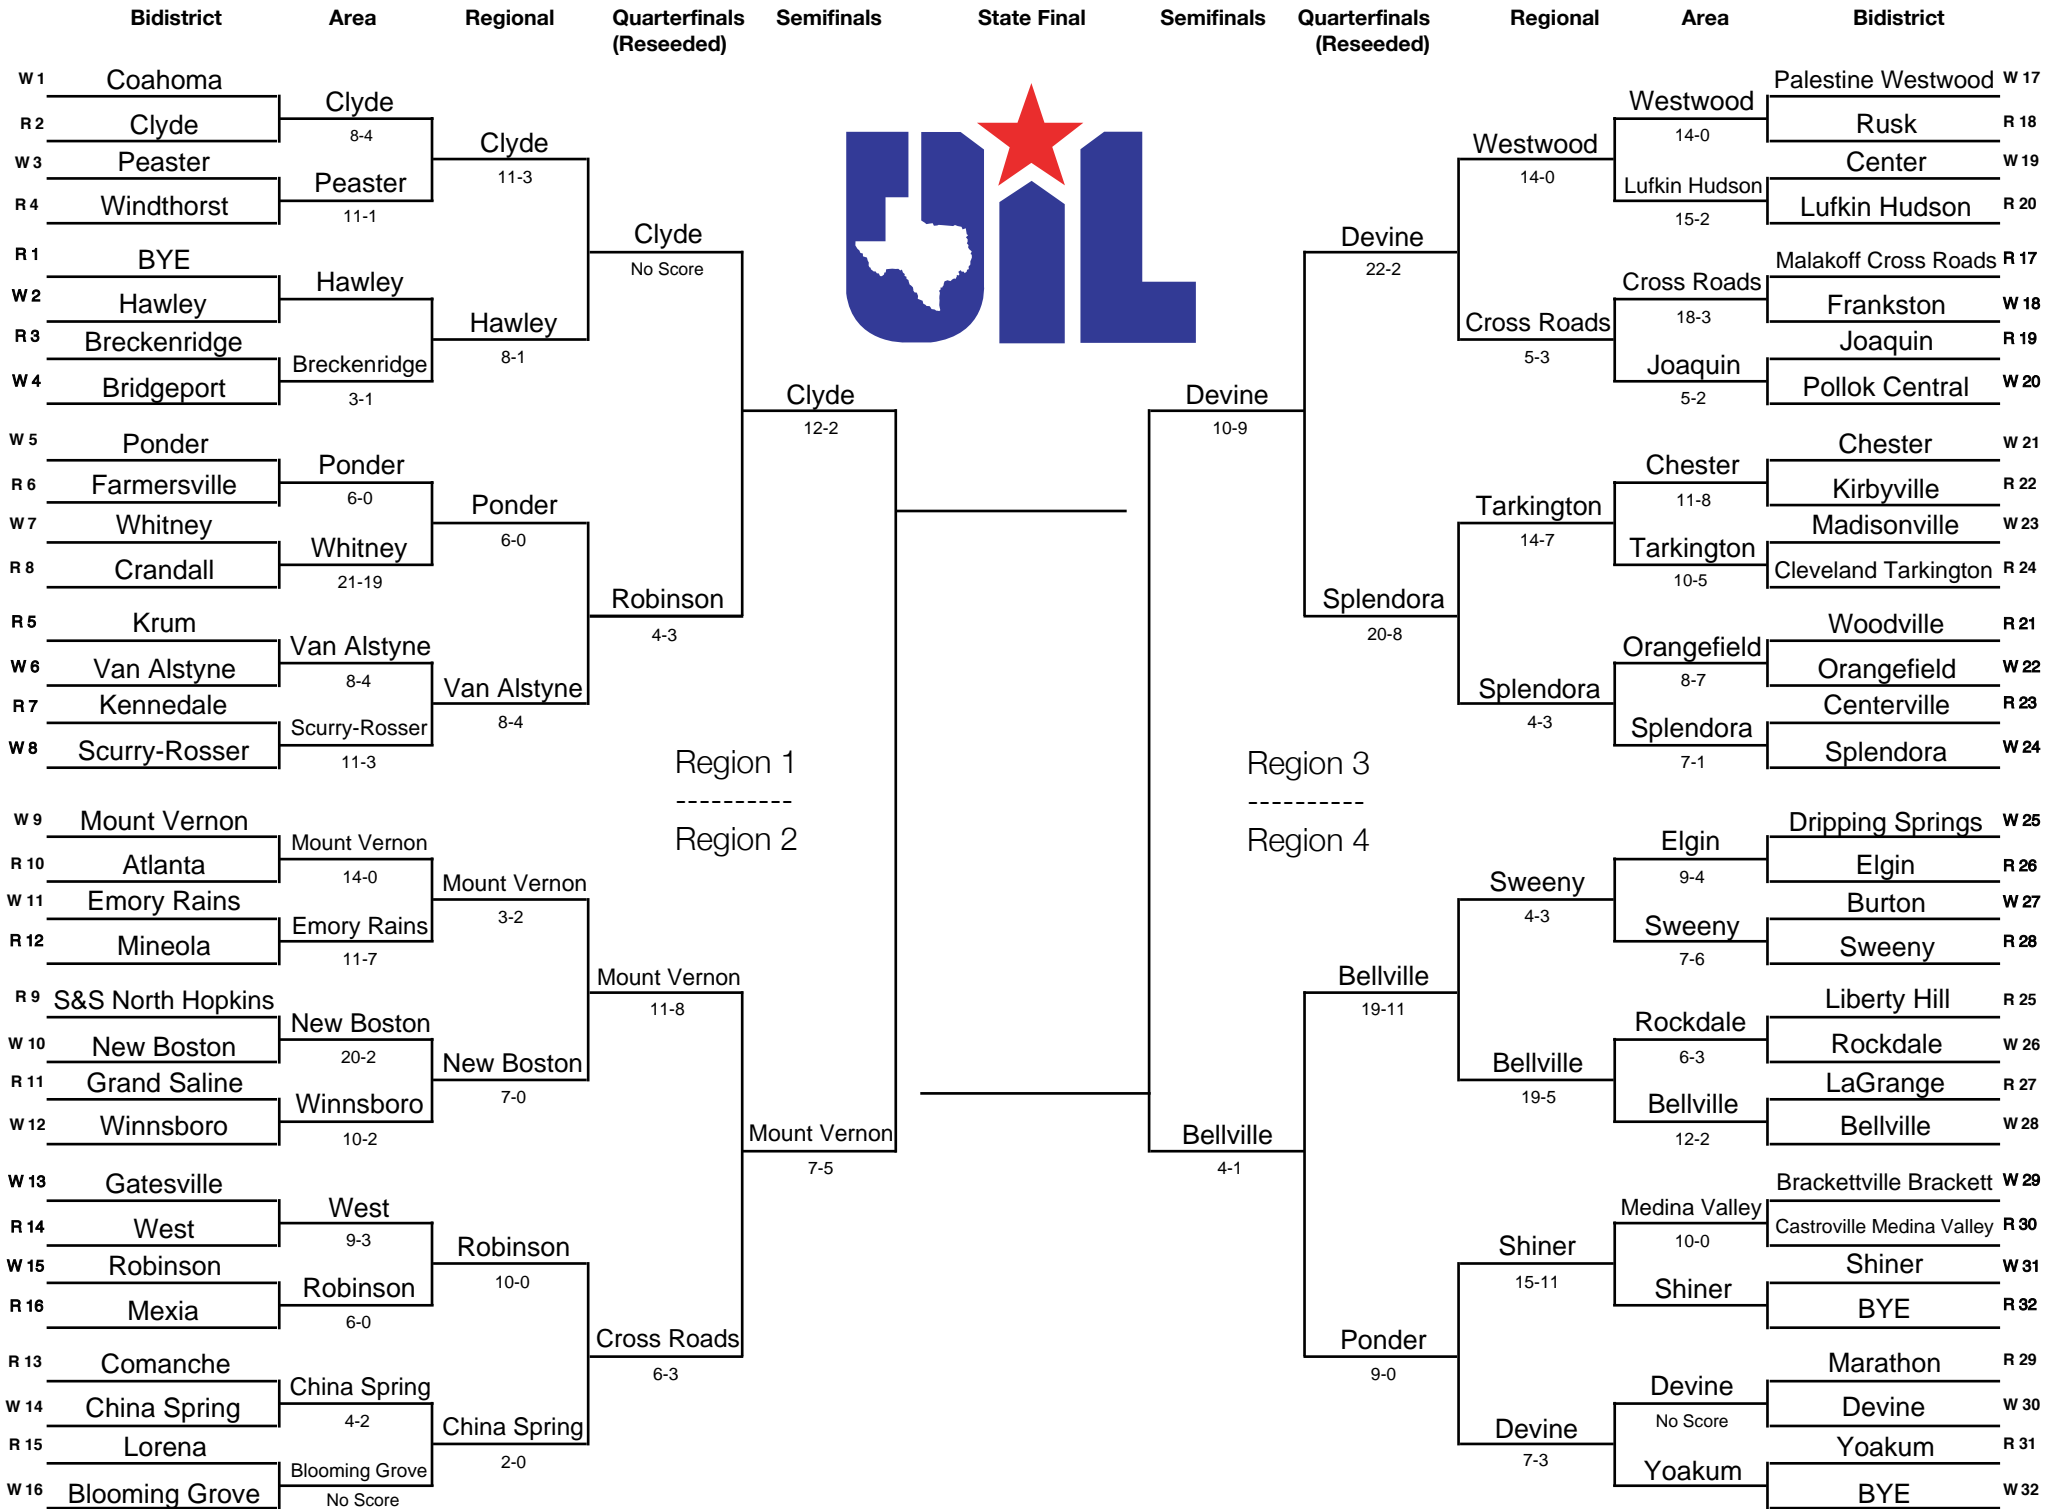 Bidistrict Area Regional Quarterfinals (Reseeded) Semifinals State Final Semifinals Quarterfinals (Reseeded) Regional Area Bidistrict
W 1 Coahoma
R 2 Clyde
W 3 Peaster
R 4 Windthorst
R 1 BYE
W 2 Hawley
R 3 Breckenridge
W 4 Bridgeport
W 5 Ponder
R 6 Farmersville
W 7 Whitney
R 8 Crandall
R 5 Krum
W 6 Van Alstyne
R 7 Kennedale
W 8 Scurry-Rosser
W 9 Mount Vernon
R 10 Atlanta
W 11 Emory Rains
R 12 Mineola
R 9 S&S North Hopkins
W 10 New Boston
R 11 Grand Saline
W 12 Winnsboro
W 13 Gatesville
R 14 West
W 15 Robinson
R 16 Mexia
R 13 Comanche
W 14 China Spring
R 15 Lorena
W 16 Blooming Grove
Clyde
8-4
Peaster
11-1
Hawley
Breckenridge
3-1
Ponder
6-0
Whitney
21-19
Van Alstyne
8-4
Scurry-Rosser
11-3
Mount Vernon
14-0
Emory Rains
11-7
New Boston
20-2
Winnsboro
10-2
West
9-3
Robinson
6-0
China Spring
4-2
Blooming Grove
No Score
Clyde
11-3
Hawley
8-1
Ponder
6-0
Van Alstyne
8-4
Mount Vernon
3-2
New Boston
7-0
Robinson
10-0
China Spring
2-0
Clyde
No Score
Robinson
4-3
Region 1
----------
Region 2
Mount Vernon
11-8
Cross Roads
6-3
Clyde
12-2
Mount Vernon
7-5
UIL
Devine
10-9
Bellville
4-1
Devine
22-2
Splendora
20-8
Region 3
----------
Region 4
Bellville
19-11
Ponder
9-0
Westwood
14-0
Cross Roads
5-3
Tarkington
14-7
Splendora
4-3
Sweeny
4-3
Bellville
19-5
Shiner
15-11
Devine
7-3
Westwood
14-0
Lufkin Hudson
15-2
Cross Roads
18-3
Joaquin
5-2
Chester
11-8
Tarkington
10-5
Orangefield
8-7
Splendora
7-1
Elgin
9-4
Sweeny
7-6
Rockdale
6-3
Bellville
12-2
Medina Valley
10-0
Shiner
Devine
No Score
Yoakum
Palestine Westwood W 17
Rusk R 18
Center W 19
Lufkin Hudson R 20
Malakoff Cross Roads R 17
Frankston W 18
Joaquin R 19
Pollok Central W 20
Chester W 21
Kirbyville R 22
Madisonville W 23
Cleveland Tarkington R 24
Woodville R 21
Orangefield W 22
Centerville R 23
Splendora W 24
Dripping Springs W 25
Elgin R 26
Burton W 27
Sweeny R 28
Liberty Hill R 25
Rockdale W 26
LaGrange R 27
Bellville W 28
Brackettville Brackett W 29
Castroville Medina Valley R 30
Shiner W 31
BYE R 32
Marathon R 29
Devine W 30
Yoakum R 31
BYE W 32